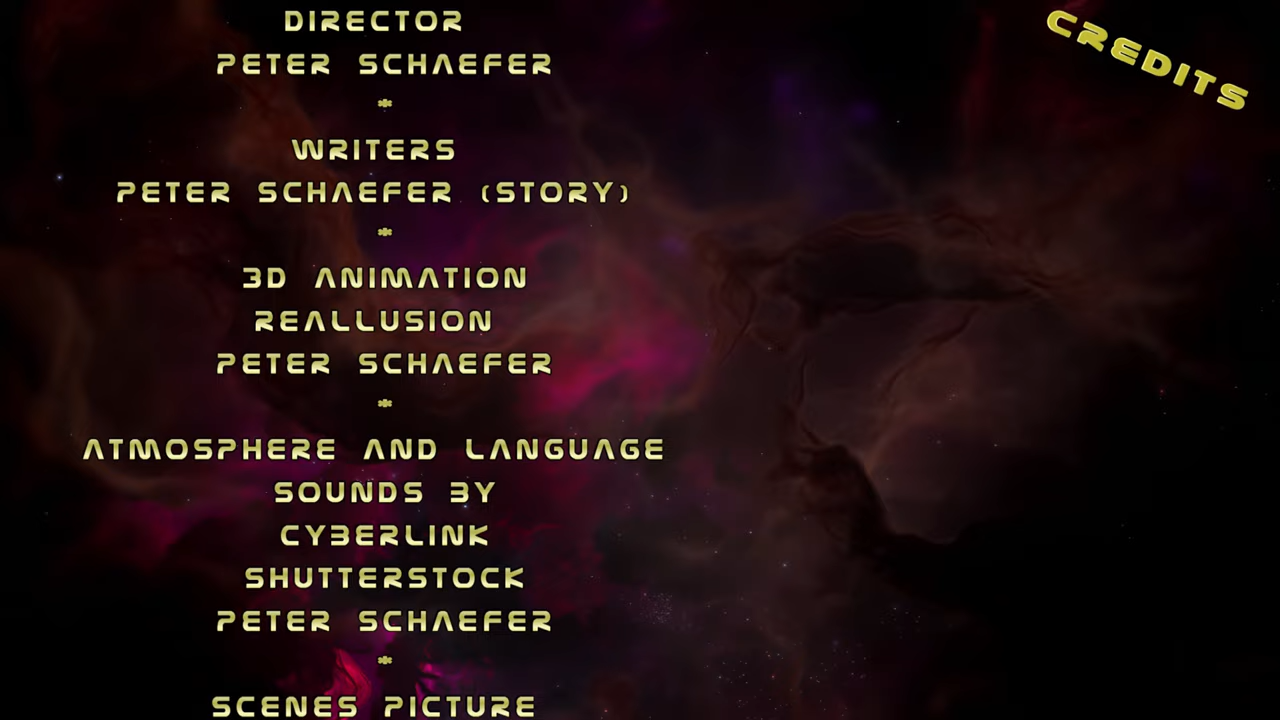 CREDITS
DIRECTOR
PETER SCHAEFER
*
WRITERS
PETER SCHAEFER (STORY)
*
3D ANIMATION
REALLUSION
PETER SCHAEFER
*
ATMOSPHERE AND LANGUAGE
SOUNDS BY
CYBERLINK
SHUTTERSTOCK
PETER SCHAEFER
*
SCENES PICTURE